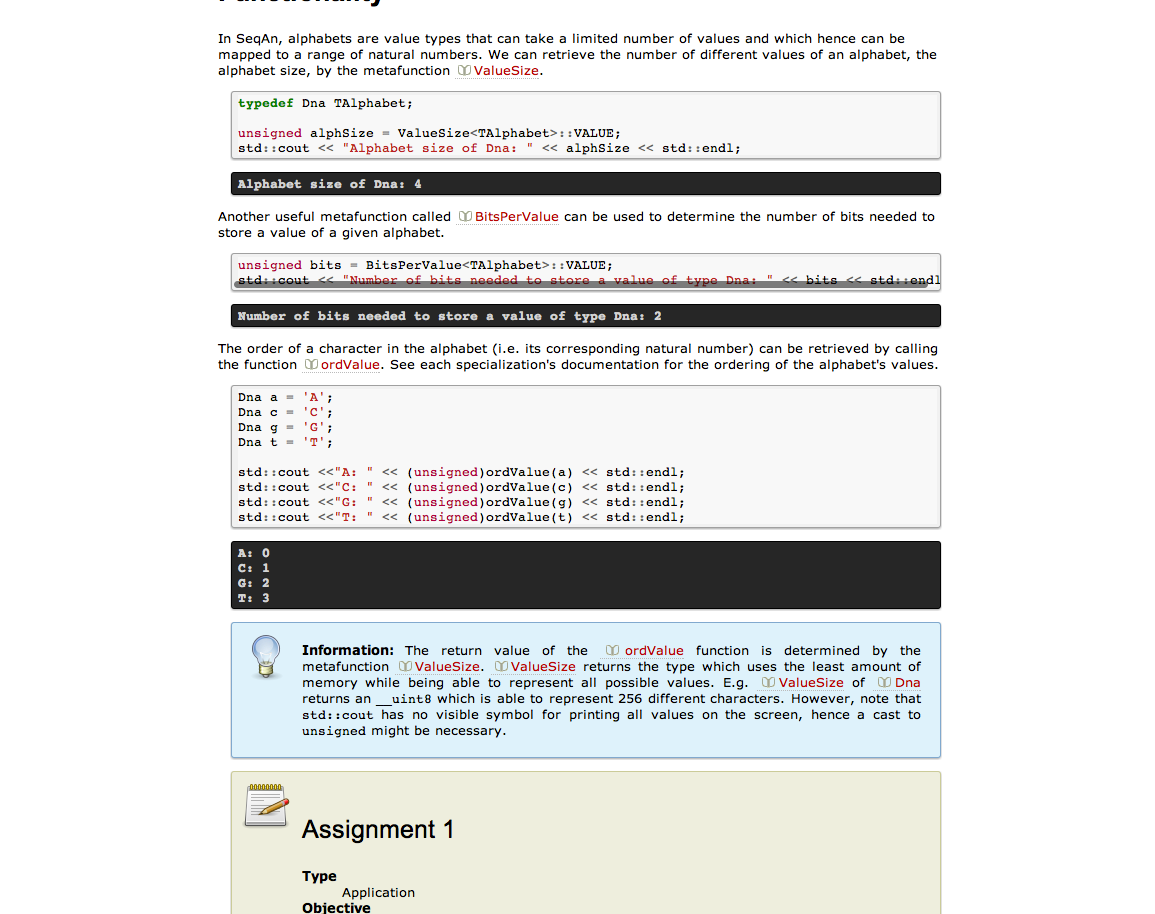 Functionality
In SeqAn, alphabets are value types that can take a limited number of values and which hence can be
mapped to a range of natural numbers. We can retrieve the number of different values of an alphabet, the
alphabet size, by the metafunction ValueSize.
typedef Dna TAlphabet;
unsigned alphSize = ValueSize<TAlphabet>::VALUE;
std::cout << "Alphabet size of Dna: " << alphSize << std::endl;
Alphabet size of Dna: 4
Another useful metafunction called BitsPerValue can be used to determine the number of bits needed to
store a value of a given alphabet.
unsigned bits = BitsPerValue<TAlphabet>::VALUE;
std::cout << "Number of bits needed to store a value of type Dna: " << bits << std::endl
Number of bits needed to store a value of type Dna: 2
The order of a character in the alphabet (i.e. its corresponding natural number) can be retrieved by calling
the function ordValue. See each specialization's documentation for the ordering of the alphabet's values.
Dna a = 'A';
Dna c = 'C';
Dna g = 'G';
Dna t = 'T';
std::cout <<"A: " << (unsigned)ordValue(a) << std::endl;
std::cout <<"C: " << (unsigned)ordValue(c) << std::endl;
std::cout <<"G: " << (unsigned)ordValue(g) << std::endl;
std::cout <<"T: " << (unsigned)ordValue(t) << std::endl;
A: 0
C: 1
G: 2
T: 3
Information: The return value of the ordValue function is determined by the
metafunction ValueSize. ValueSize returns the type which uses the least amount of
memory while being able to represent all possible values. E.g. ValueSize of Dna
returns an __uint8 which is able to represent 256 different characters. However, note that
std::cout has no visible symbol for printing all values on the screen, hence a cast to
unsigned might be necessary.
Assignment 1
Type
Application
Objective